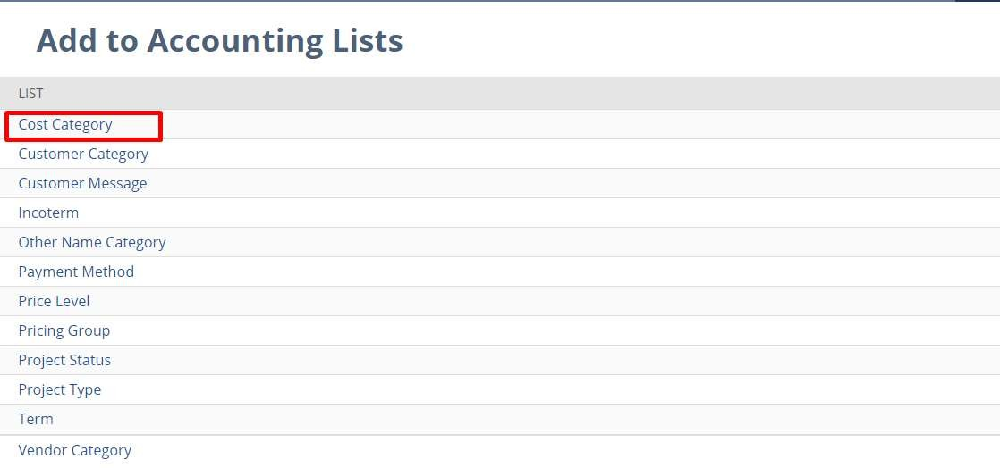 Add to Accounting Lists
LIST
Cost Category
Customer Category
Customer Message
Incoterm
Other Name Category
Payment Method
Price Level
Pricing Group
Project Status
Project Type
Term
Vendor Category